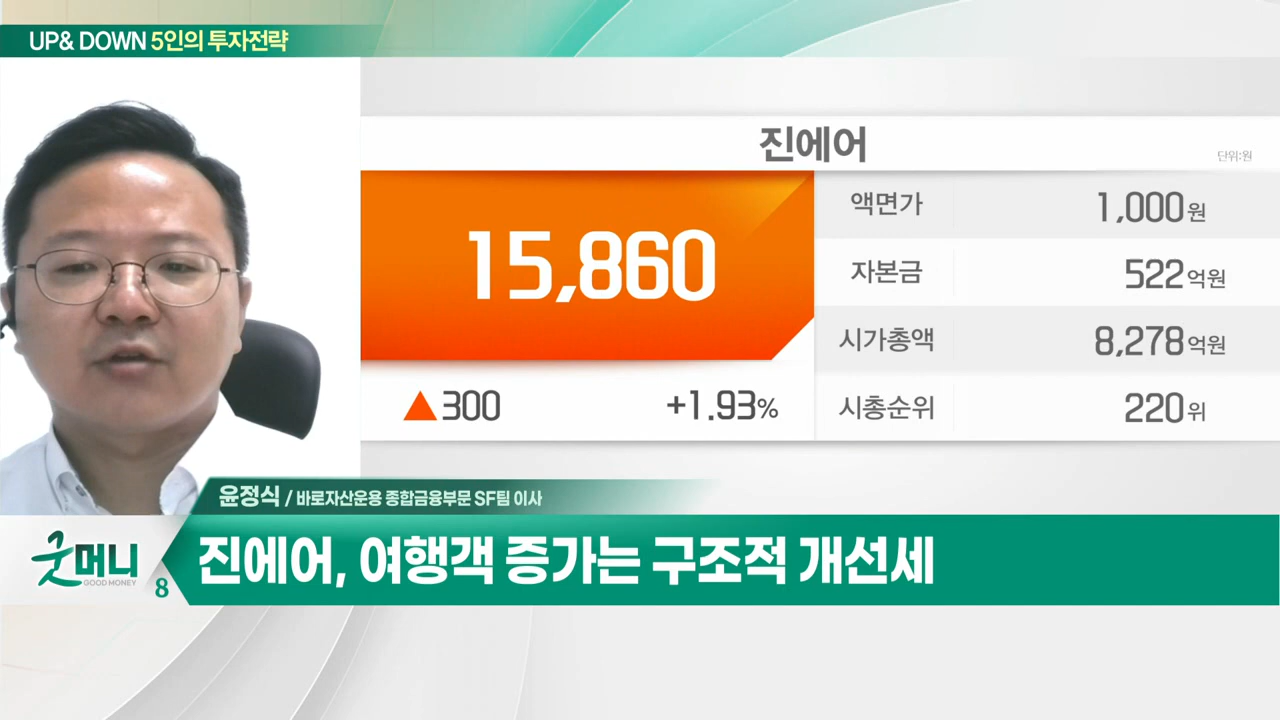 UP& DOWN 5인의 투자전략
진에어
단위:원
15,860
▲300 +1.93%
액면가 1,000원
자본금 522억원
시가총액 8,278억원
시총순위 220위
윤정식 / 바로자산운용 종합금융부문 SF팀 이사
굿머니
GOOD MONEY
8
진에어, 여행객 증가는 구조적 개선세